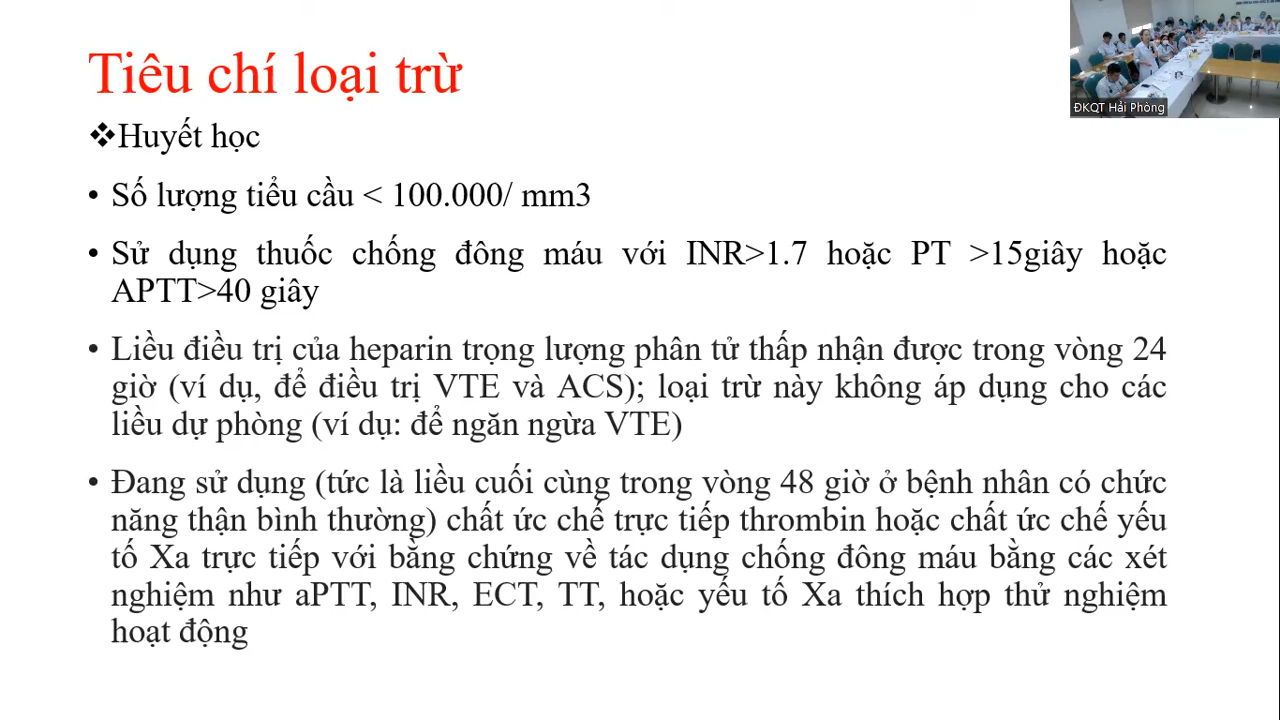 Tiêu chí loại trừ
❖Huyết học
• Số lượng tiểu cầu < 100.000/ mm3
• Sử dụng thuốc chống đông máu với INR>1.7 hoặc PT >15giây hoặc
APTT>40 giây
• Liều điều trị của heparin trọng lượng phân tử thấp nhận được trong vòng 24
giờ (ví dụ, để điều trị VTE và ACS); loại trừ này không áp dụng cho các
liều dự phòng (ví dụ: để ngăn ngừa VTE)
• Đang sử dụng (tức là liều cuối cùng trong vòng 48 giờ ở bệnh nhân có chức
năng thận bình thường) chất ức chế trực tiếp thrombin hoặc chất ức chế yếu
tố Xa trực tiếp với bằng chứng về tác dụng chống đông máu bằng các xét
nghiệm như aPTT, INR, ECT, TT, hoặc yếu tố Xa thích hợp thử nghiệm
hoạt động
ĐKQT Hải Phòng